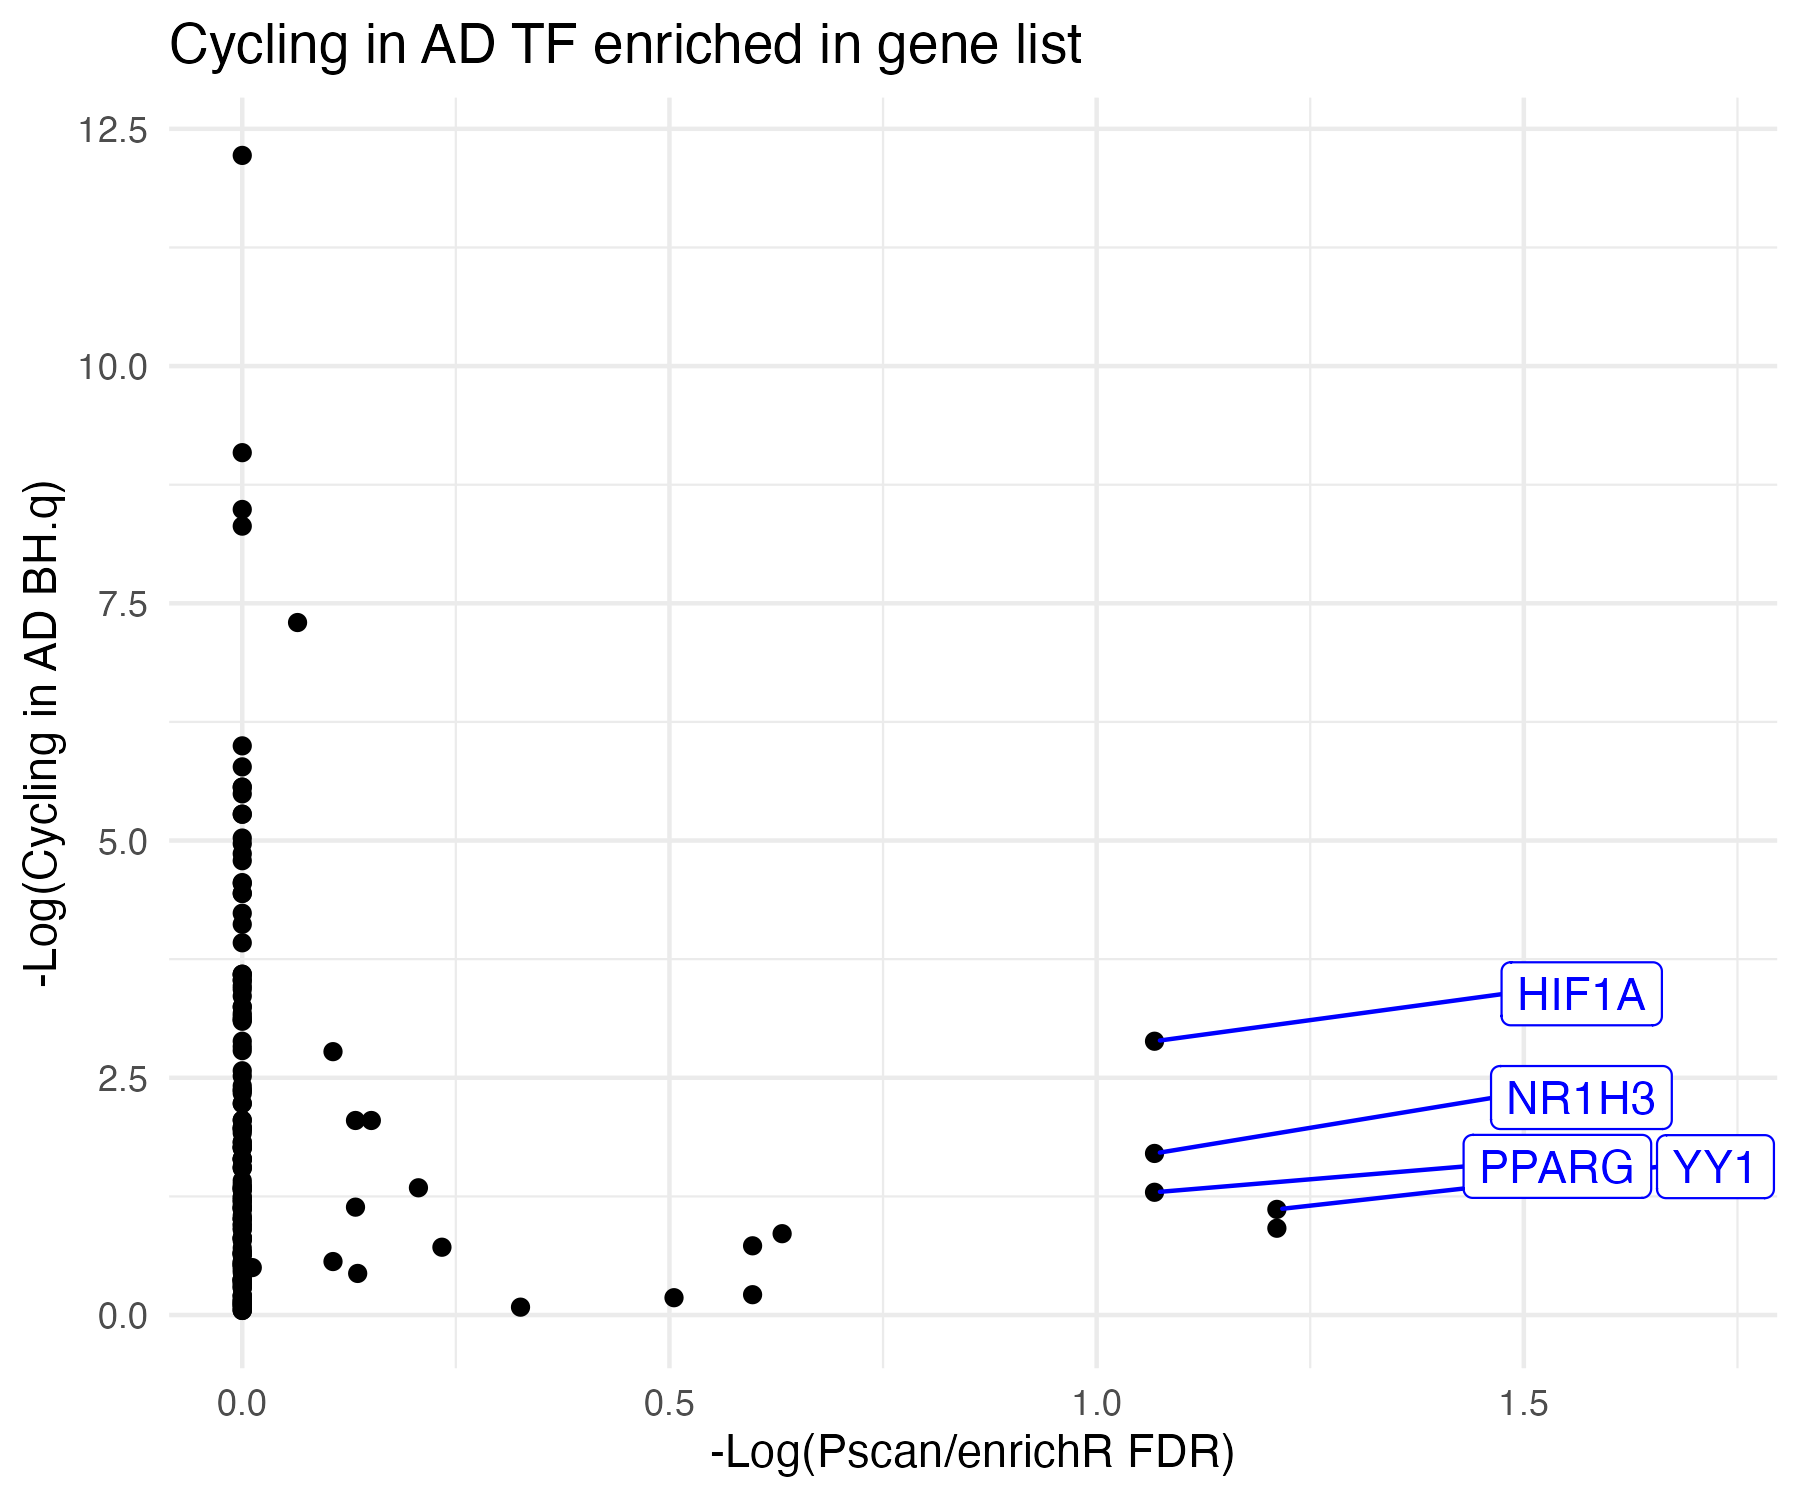 Cycling in AD TF enriched in gene list
-Log(Cycling in AD BH.q)
12.5
10.0
7.5
5.0
2.5
0.0
HIF1A
NR1H3
PPARG
YY1
0.0
0.5
1.0
1.5
-Log(Pscan/enrichR FDR)